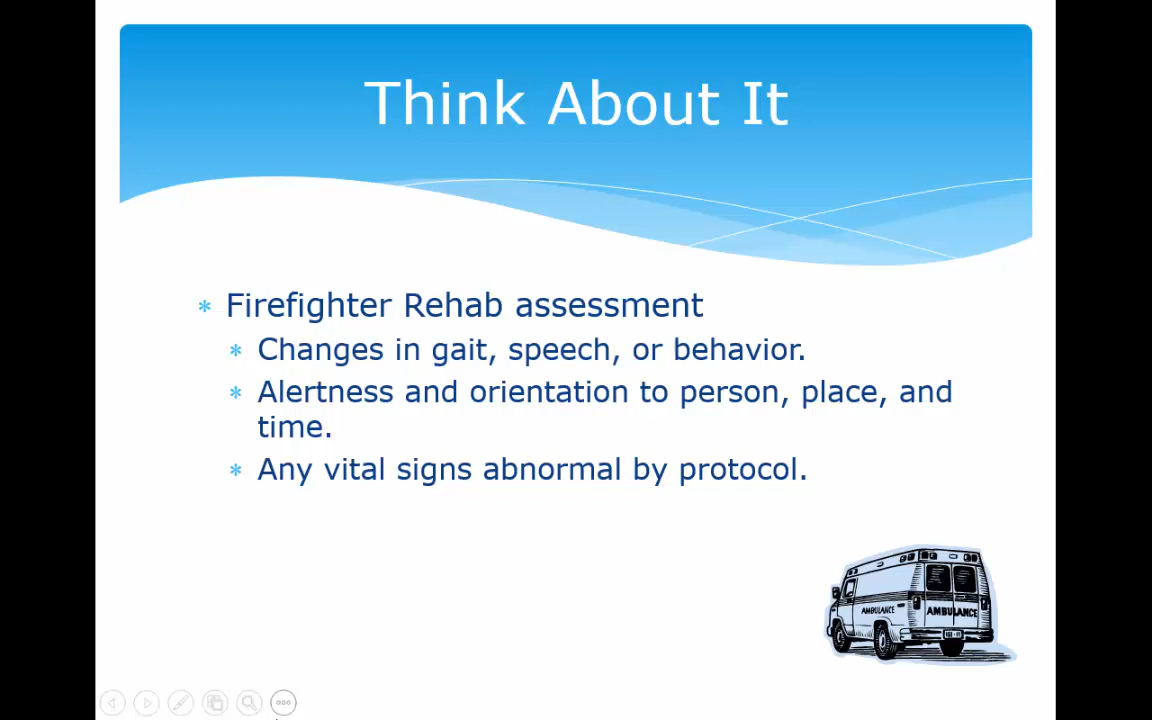 Think About It
* Firefighter Rehab assessment
* Changes in gait, speech, or behavior.
* Alertness and orientation to person, place, and
time.
* Any vital signs abnormal by protocol.
AMBULANCE AMBULANCE